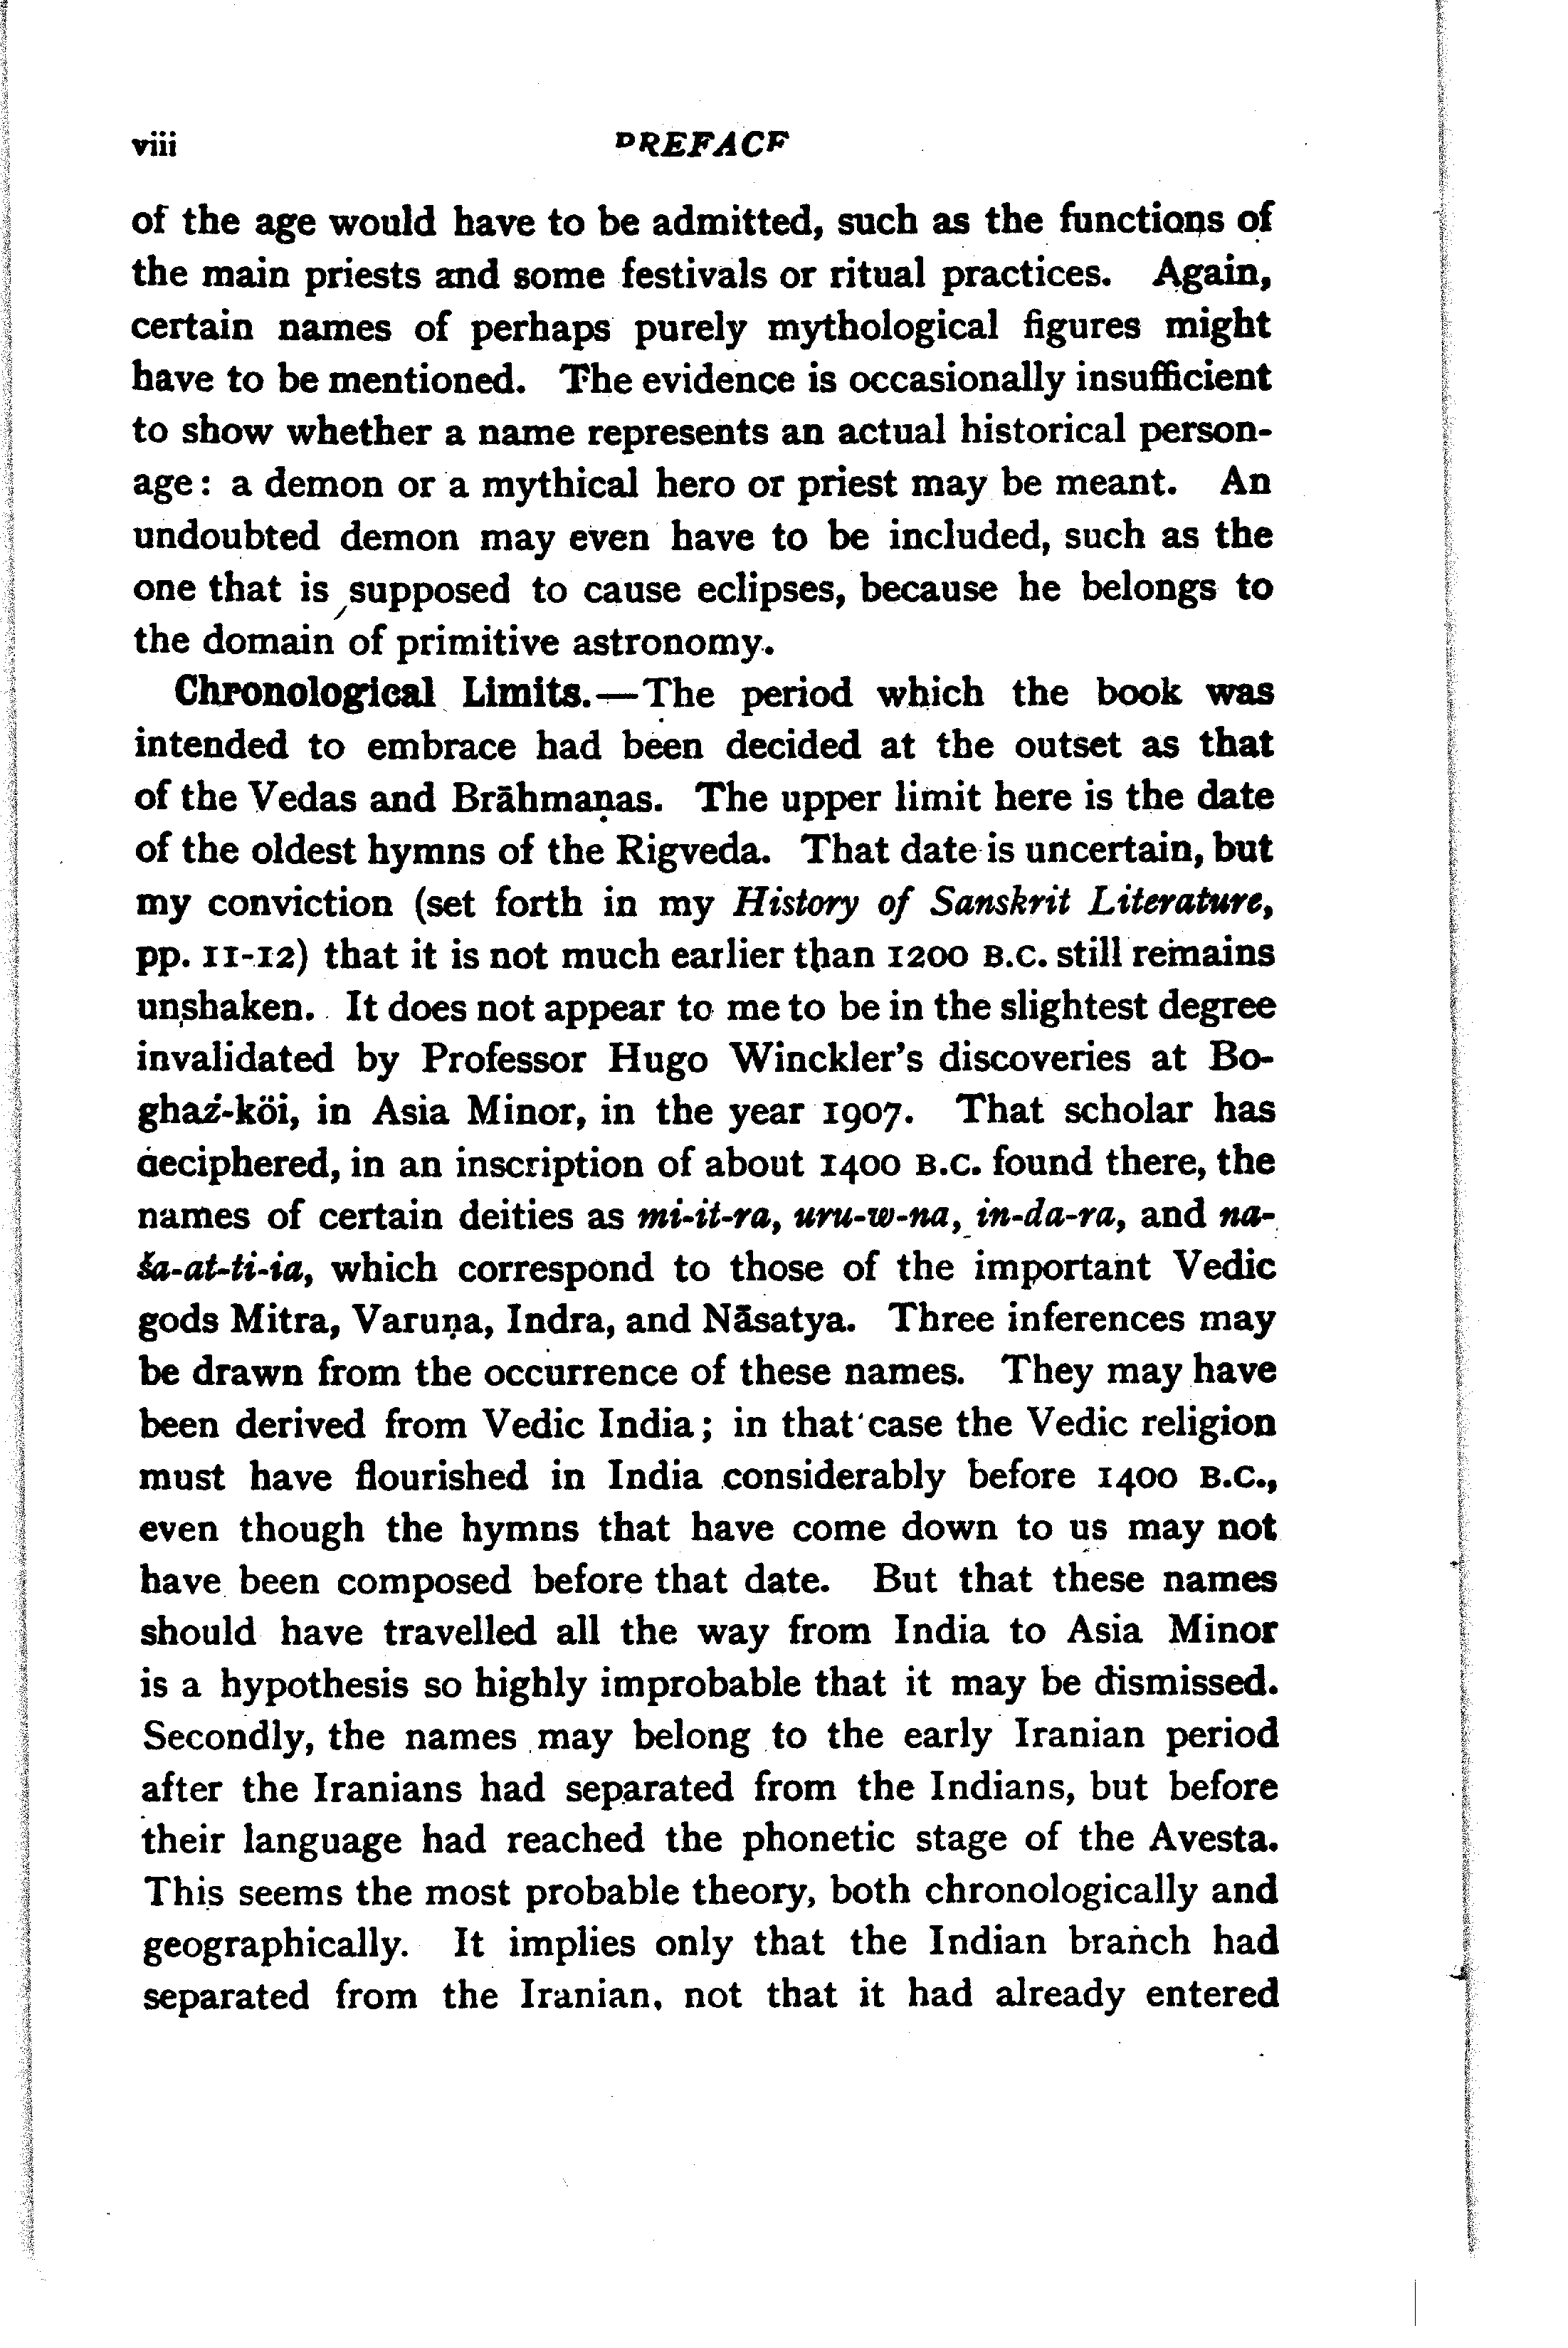 viii PREFACE
of the age would have to be admitted, such as the functions of
the main priests and some festivals or ritual practices. Again,
certain names of perhaps purely mythological figures might
have to be mentioned. The evidence is occasionally insufficient
to show whether a name represents an actual historical person-
age: a demon or a mythical hero or priest may be meant. An
undoubted demon may even have to be included, such as the
one that is supposed to cause eclipses, because he belongs to
the domain of primitive astronomy.
Chronological Limits.—The period which the book was
intended to embrace had been decided at the outset as that
of the Vedas and Brāhmaṇas. The upper limit here is the date
of the oldest hymns of the Rigveda. That date is uncertain, but
my conviction (set forth in my History of Sanskrit Literature,
pp. 11-12) that it is not much earlier than 1200 B.C. still remains
unshaken. It does not appear to me to be in the slightest degree
invalidated by Professor Hugo Winckler's discoveries at Bo-
ghaz-köi, in Asia Minor, in the year 1907. That scholar has
deciphered, in an inscription of about 1400 B.C. found there, the
names of certain deities as mi-it-ra, uru-w-na, in-da-ra, and na-
ša-at-ti-ia, which correspond to those of the important Vedic
gods Mitra, Varuṇa, Indra, and Nāsatya. Three inferences may
be drawn from the occurrence of these names. They may have
been derived from Vedic India; in that case the Vedic religion
must have flourished in India considerably before 1400 B.C.,
even though the hymns that have come down to us may not
have been composed before that date. But that these names
should have travelled all the way from India to Asia Minor
is a hypothesis so highly improbable that it may be dismissed.
Secondly, the names may belong to the early Iranian period
after the Iranians had separated from the Indians, but before
their language had reached the phonetic stage of the Avesta.
This seems the most probable theory, both chronologically and
geographically. It implies only that the Indian branch had
separated from the Iranian, not that it had already entered